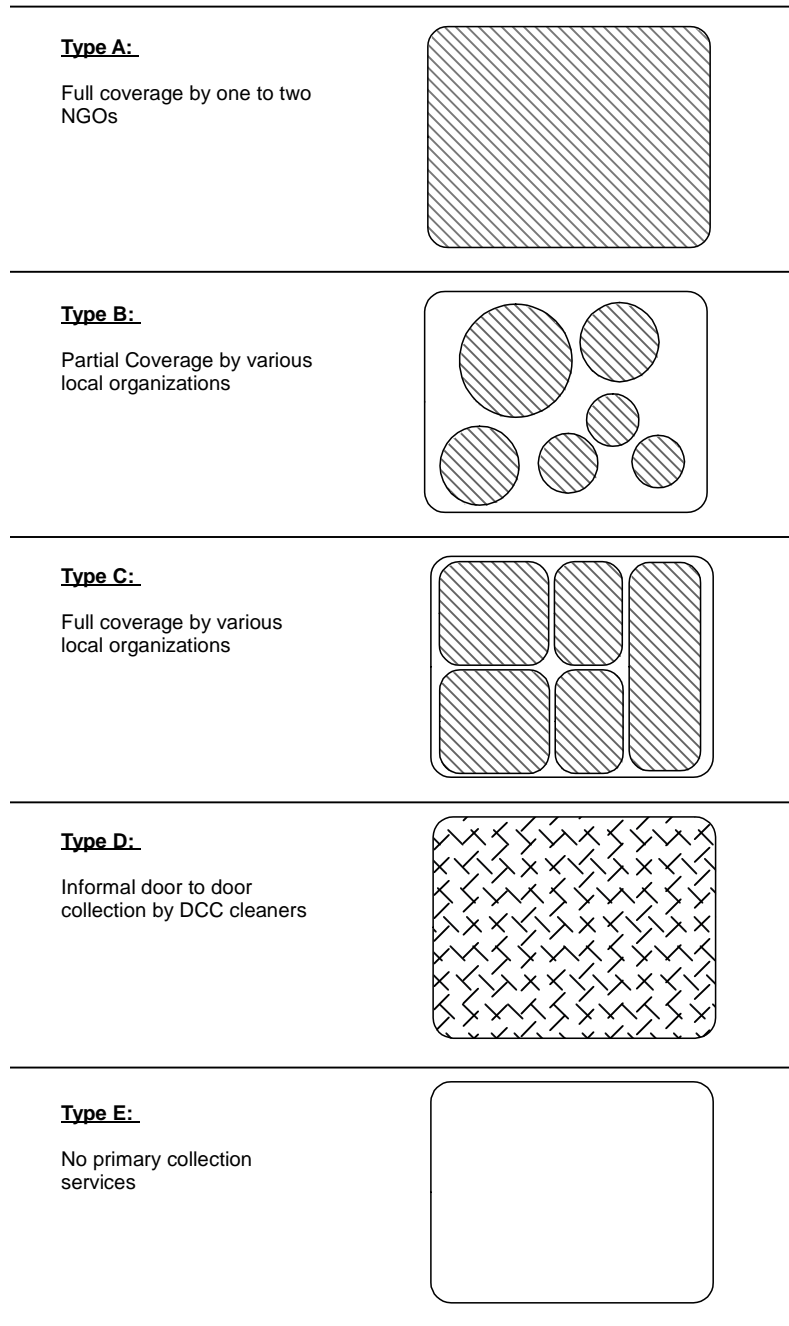 Type A:
Full coverage by one to two
NGOs
Type B:
Partial Coverage by various
local organizations
Type C:
Full coverage by various
local organizations
Type D:
Informal door to door
collection by DCC cleaners
Type E:
No primary collection
services